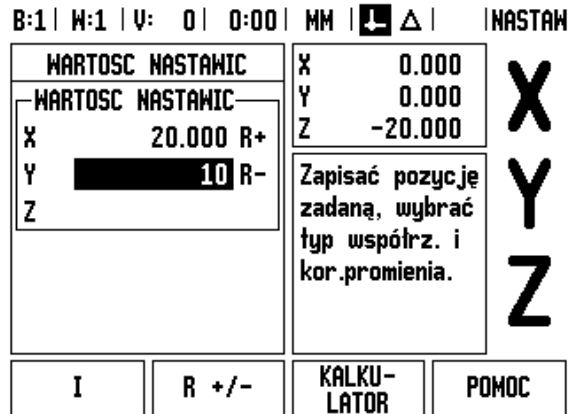 B:1 | W:1 | V: 0 | 0:00 | MM | Δ | | NASTAW
WARTOSC NASTAWIC
WARTOSC NASTAWIC
X 20.000 R+
Y 10 R-
Z
X 0.000
Y 0.000
Z -20.000
Zapisać pozycję
zadaną, wybrać
typ współrz. i
kor.promienia.
X
Y
Z
I
R +/-
KALKU-
LATOR
POMOC